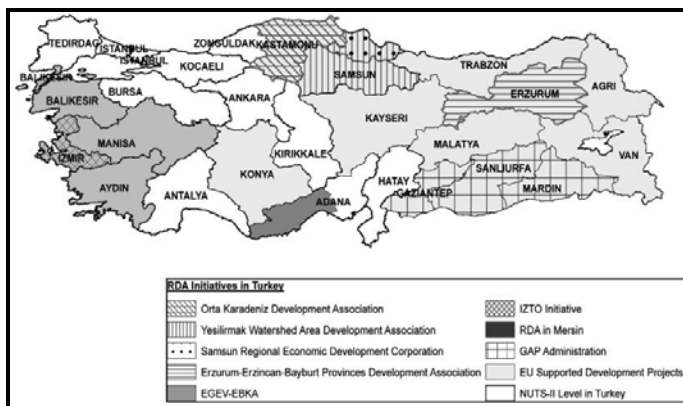 TEDIRDAG
ISTANBUL
ISTANBUL
ZONGULDAK
KASTAMONU
KOCAELI
SAMSUN
TRABZON
BALIKESIR
BALIKESIR
BURSA
ANKARA
ERZURUM
AGRI
KAYSERI
MANISA
KIRIKKALE
MALATYA
IZMIR
VAN
KONYA
SANLIURFA
AYDIN
ANTALYA
ADANA
HATAY
GAZIANTEP
MARDIN
RDA Initiatives in Turkey
Orta Karadeniz Development Association
Yesilirmak Watershed Area Development Association
Samsun Regional Economic Development Corporation
Erzurum-Erzincan-Bayburt Provinces Development Association
EGEV-EBKA
IZTO Initiative
RDA in Mersin
GAP Administration
EU Supported Development Projects
NUTS-II Level in Turkey